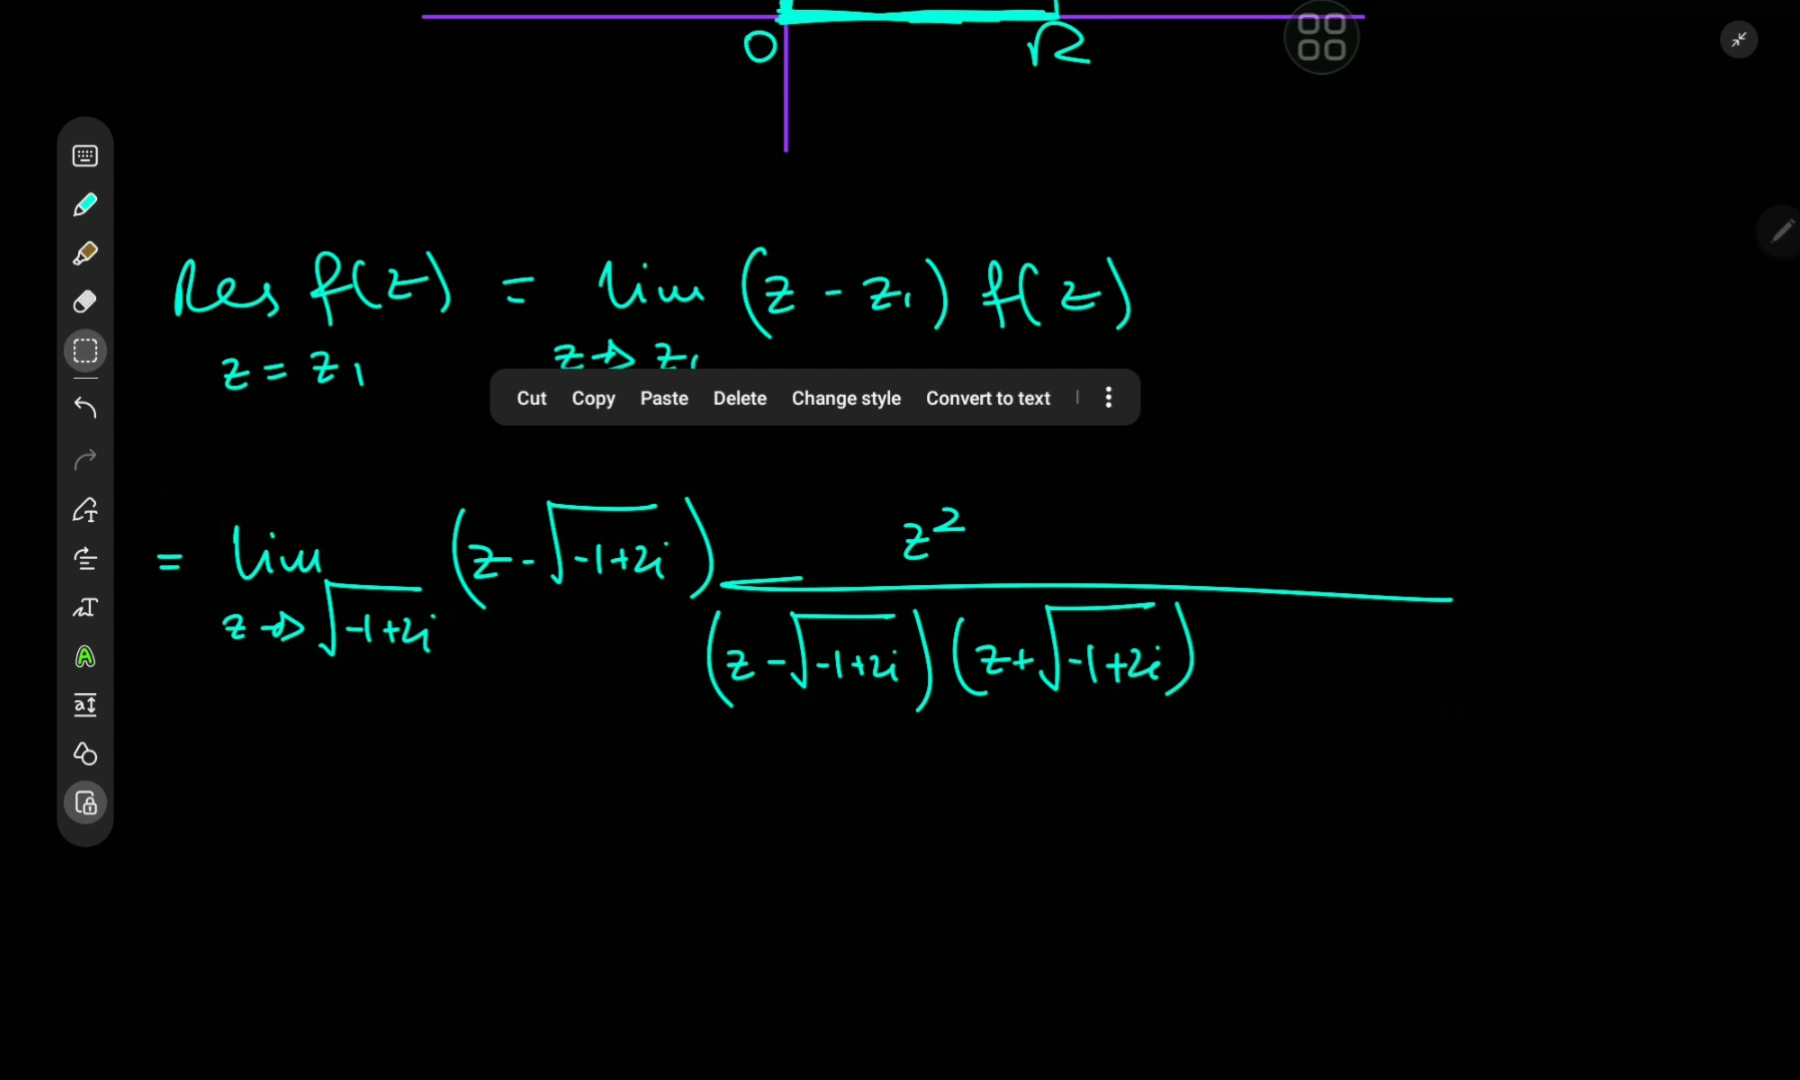 0 R
Res f(z) = lim (z - z₁) f(z)
z = z₁ z→z₁
Cut Copy Paste Delete Change style Convert to text
= lim (z - √-1+2i) z²
z→√-1+2i (z - √-1+2i)(z + √-1+2i)